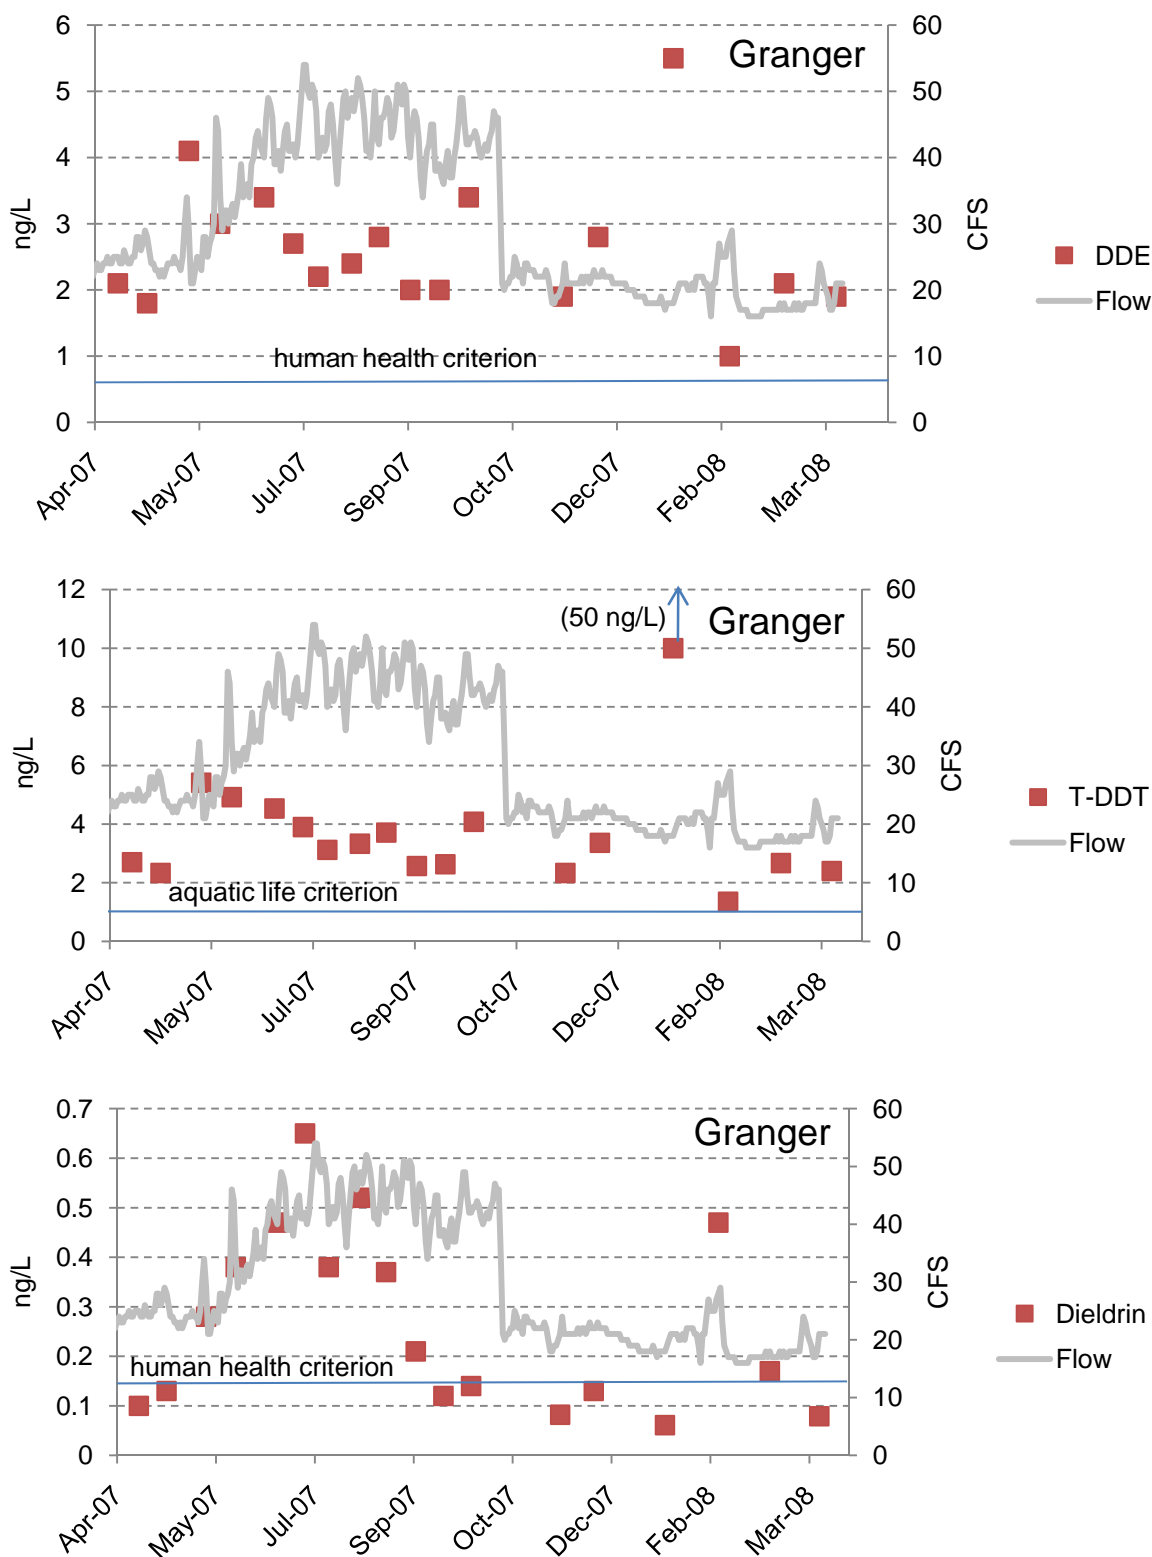 Granger
6
5
4
3
2
1
0
ng/L
60
50
40
30
20
10
0
CFS
human health criterion
DDE
Flow
Apr-07
May-07
Jul-07
Sep-07
Oct-07
Dec-07
Feb-08
Mar-08
(50 ng/L)
Granger
12
10
8
6
4
2
0
ng/L
60
50
40
30
20
10
0
CFS
aquatic life criterion
T-DDT
Flow
Apr-07
May-07
Jul-07
Sep-07
Oct-07
Dec-07
Feb-08
Mar-08
Granger
0.7
0.6
0.5
0.4
0.3
0.2
0.1
0
ng/L
60
50
40
30
20
10
0
CFS
human health criterion
Dieldrin
Flow
Apr-07
May-07
Jul-07
Sep-07
Oct-07
Dec-07
Feb-08
Mar-08